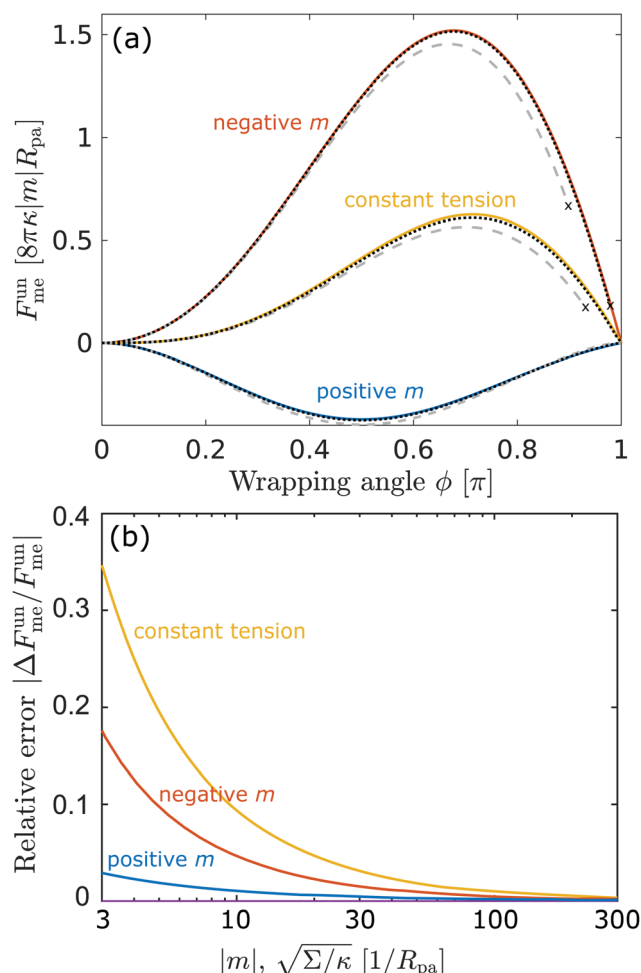 (a)
1.5
1
0.5
0
F_me^un [8πκ|m|R_pa]
negative m
constant tension
positive m
x
x
x
0 0.2 0.4 0.6 0.8 1
Wrapping angle ϕ [π]
(b)
0.4
0.3
0.2
0.1
0
Relative error |ΔF_me^un/F_me^un|
constant tension
negative m
positive m
3 10 30 100 300
|m|, √Σ/κ [1/R_pa]